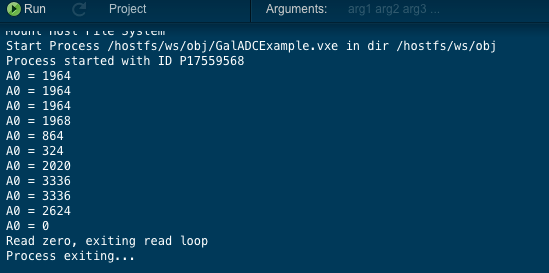 Run Project Arguments: arg1 arg2 arg3 ...
Mount Host File System
Start Process /hostfs/ws/obj/GalADCExample.vxe in dir /hostfs/ws/obj
Process started with ID P17559568
A0 = 1964
A0 = 1964
A0 = 1964
A0 = 1968
A0 = 864
A0 = 324
A0 = 2020
A0 = 3336
A0 = 3336
A0 = 2624
A0 = 0
Read zero, exiting read loop
Process exiting...